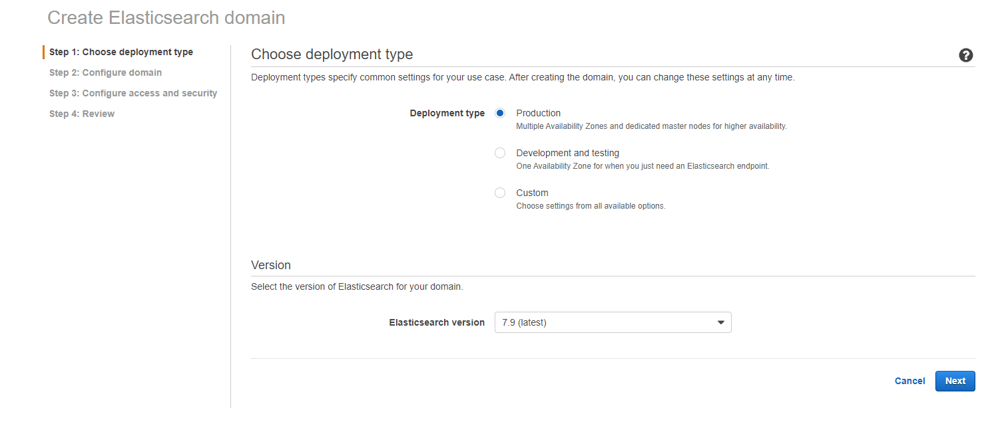 Create Elasticsearch domain
Step 1: Choose deployment type
Step 2: Configure domain
Step 3: Configure access and security
Step 4: Review
Choose deployment type
?
Deployment types specify common settings for your use case. After creating the domain, you can change these settings at any time.
Deployment type
Production
Multiple Availability Zones and dedicated master nodes for higher availability.
Development and testing
One Availability Zone for when you just need an Elasticsearch endpoint.
Custom
Choose settings from all available options.
Version
Select the version of Elasticsearch for your domain.
Elasticsearch version
7.9 (latest)
Cancel
Next